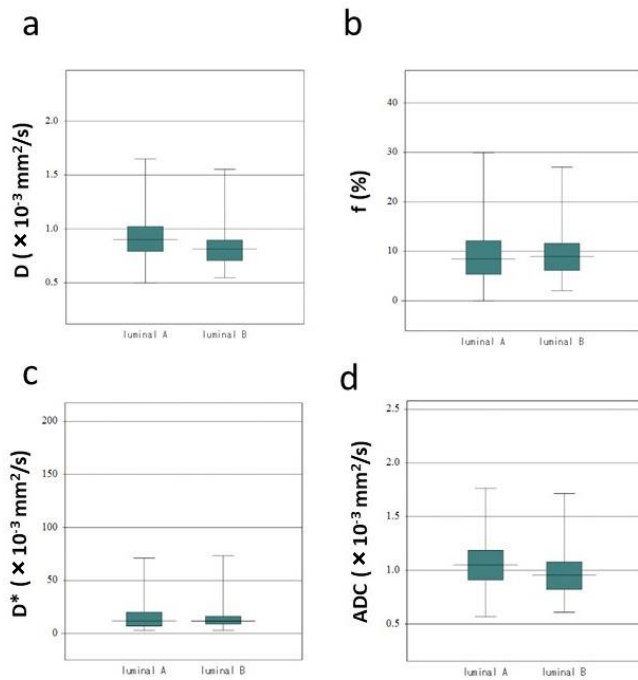 a
D ( × 10⁻³ mm²/s)
2.0
1.5
1.0
0.5
luminal A luminal B
b
f (%)
40
30
20
10
0
luminal A luminal B
c
D* ( × 10⁻³ mm²/s)
200
150
100
50
0
luminal A luminal B
d
ADC ( × 10⁻³ mm²/s)
2.5
2.0
1.5
1.0
0.5
luminal A luminal B